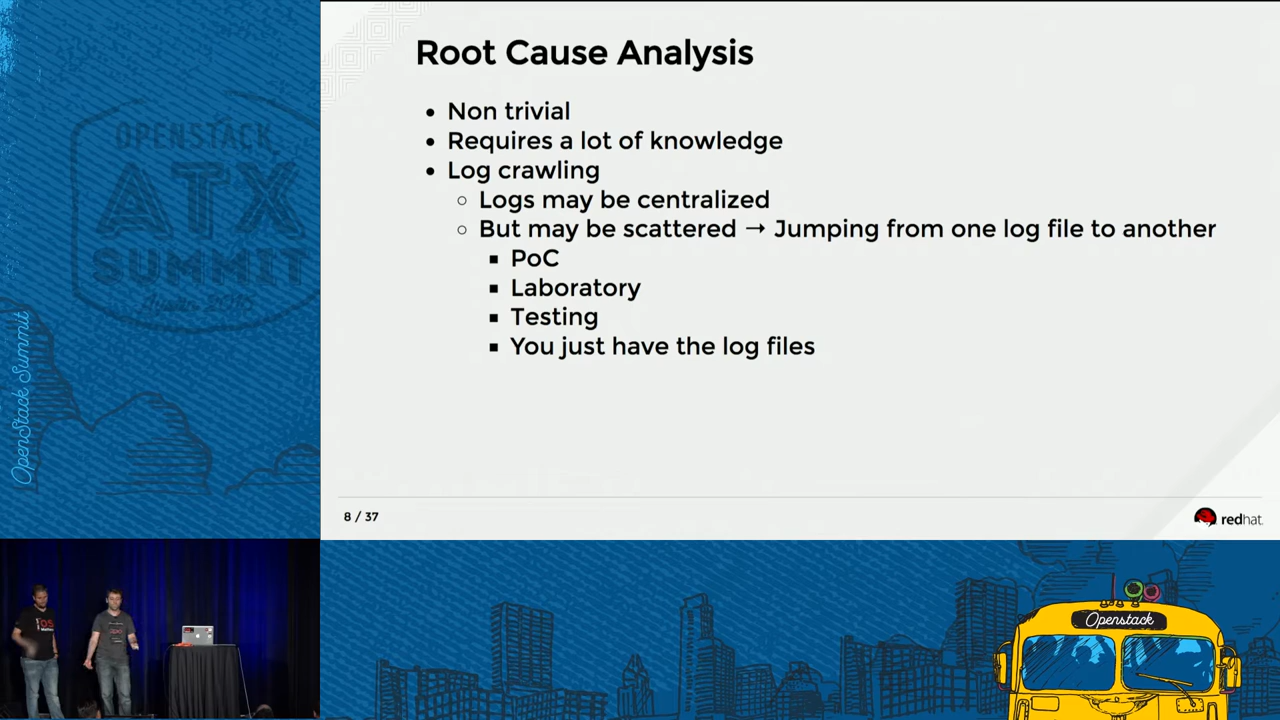 Root Cause Analysis
Non trivial
Requires a lot of knowledge
Log crawling
Logs may be centralized
But may be scattered → Jumping from one log file to another
PoC
Laboratory
Testing
You just have the log files
8 / 37
redhat.
OPENSTACK
ATX
SUMMIT
Austin 2016
OpenStack Summit
Openstack